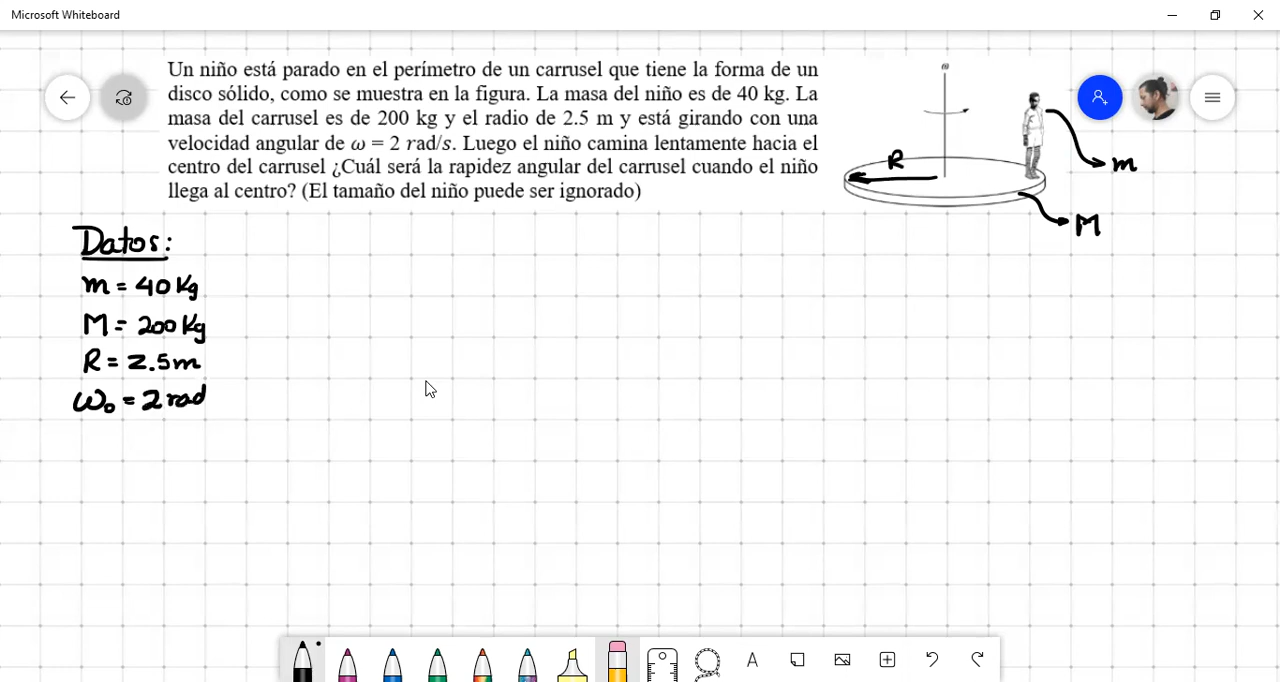 Microsoft Whiteboard
Un niño está parado en el perímetro de un carrusel que tiene la forma de un
disco sólido, como se muestra en la figura. La masa del niño es de 40 kg. La
masa del carrusel es de 200 kg y el radio de 2.5 m y está girando con una
velocidad angular de ω = 2 rad/s. Luego el niño camina lentamente hacia el
centro del carrusel ¿Cuál será la rapidez angular del carrusel cuando el niño
llega al centro? (El tamaño del niño puede ser ignorado)
ω
R
m
M
Datos:
m = 40 Kg
M = 200 Kg
R = 2.5m
ω₀ = 2 rad
A